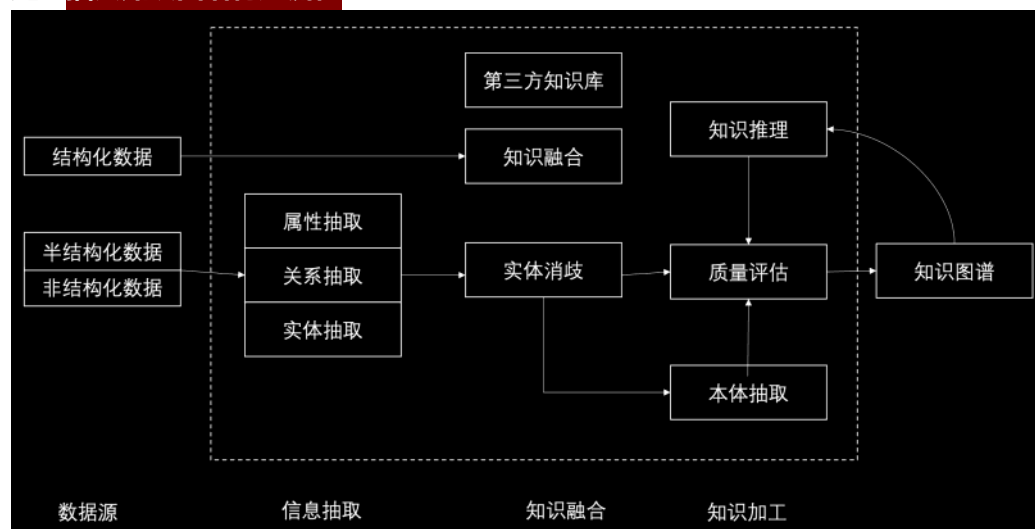 第三方知识库
知识推理
结构化数据
知识融合
属性抽取
半结构化数据
关系抽取
实体消歧
质量评估
知识图谱
非结构化数据
实体抽取
本体抽取
数据源
信息抽取
知识融合
知识加工